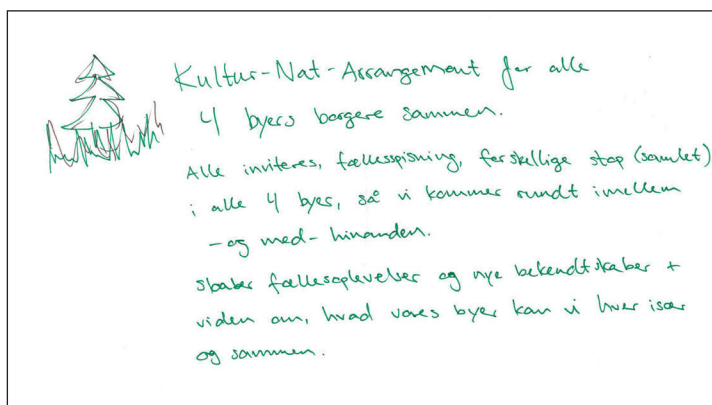 Kultur-Nat-Arrangement for alle
4 byers borgere sammen.
Alle inviteres, fællesspisning, forskellige stop (samlet)
i alle 4 byer, så vi kommer rundt imellem
-og med- hinanden.
skaber fællesoplevelser og nye bekendtskaber +
viden om, hvad vores byer kan vi hver især
og sammen.